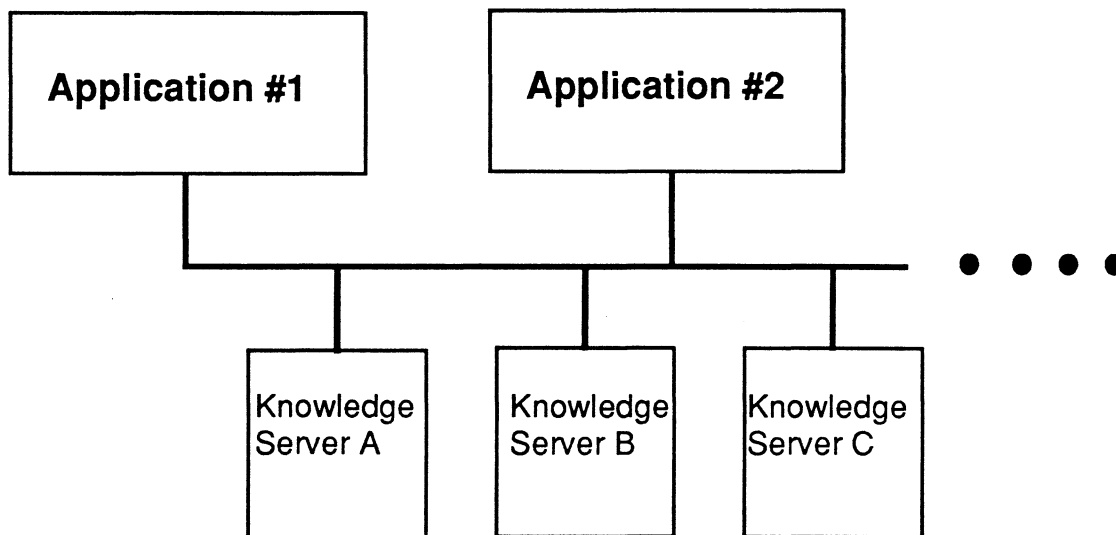 Application #1
Application #2
Knowledge
Server A
Knowledge
Server B
Knowledge
Server C